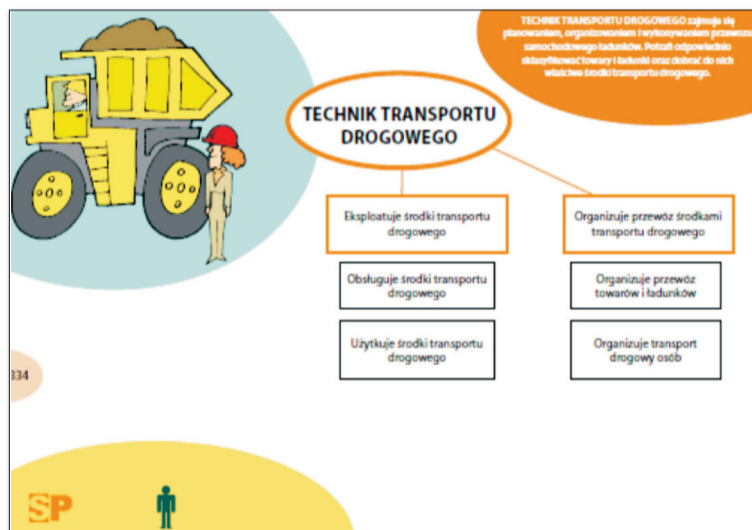 TECHNIK TRANSPORTU DROGOWEGO zajmuje się
planowaniem, organizowaniem i wykonywaniem przewozu
samochodowego ładunków. Potrafi odpowiednio
sklasyfikować towary i ładunki oraz dobrać do nich
właściwe środki transportu drogowego.
TECHNIK TRANSPORTU
DROGOWEGO
Eksploatuje środki transportu
drogowego
Organizuje przewóz środkami
transportu drogowego
Obsługuje środki transportu
drogowego
Organizuje przewóz
towarów i ładunków
Użytkuje środki transportu
drogowego
Organizuje transport
drogowy osób
334
SP